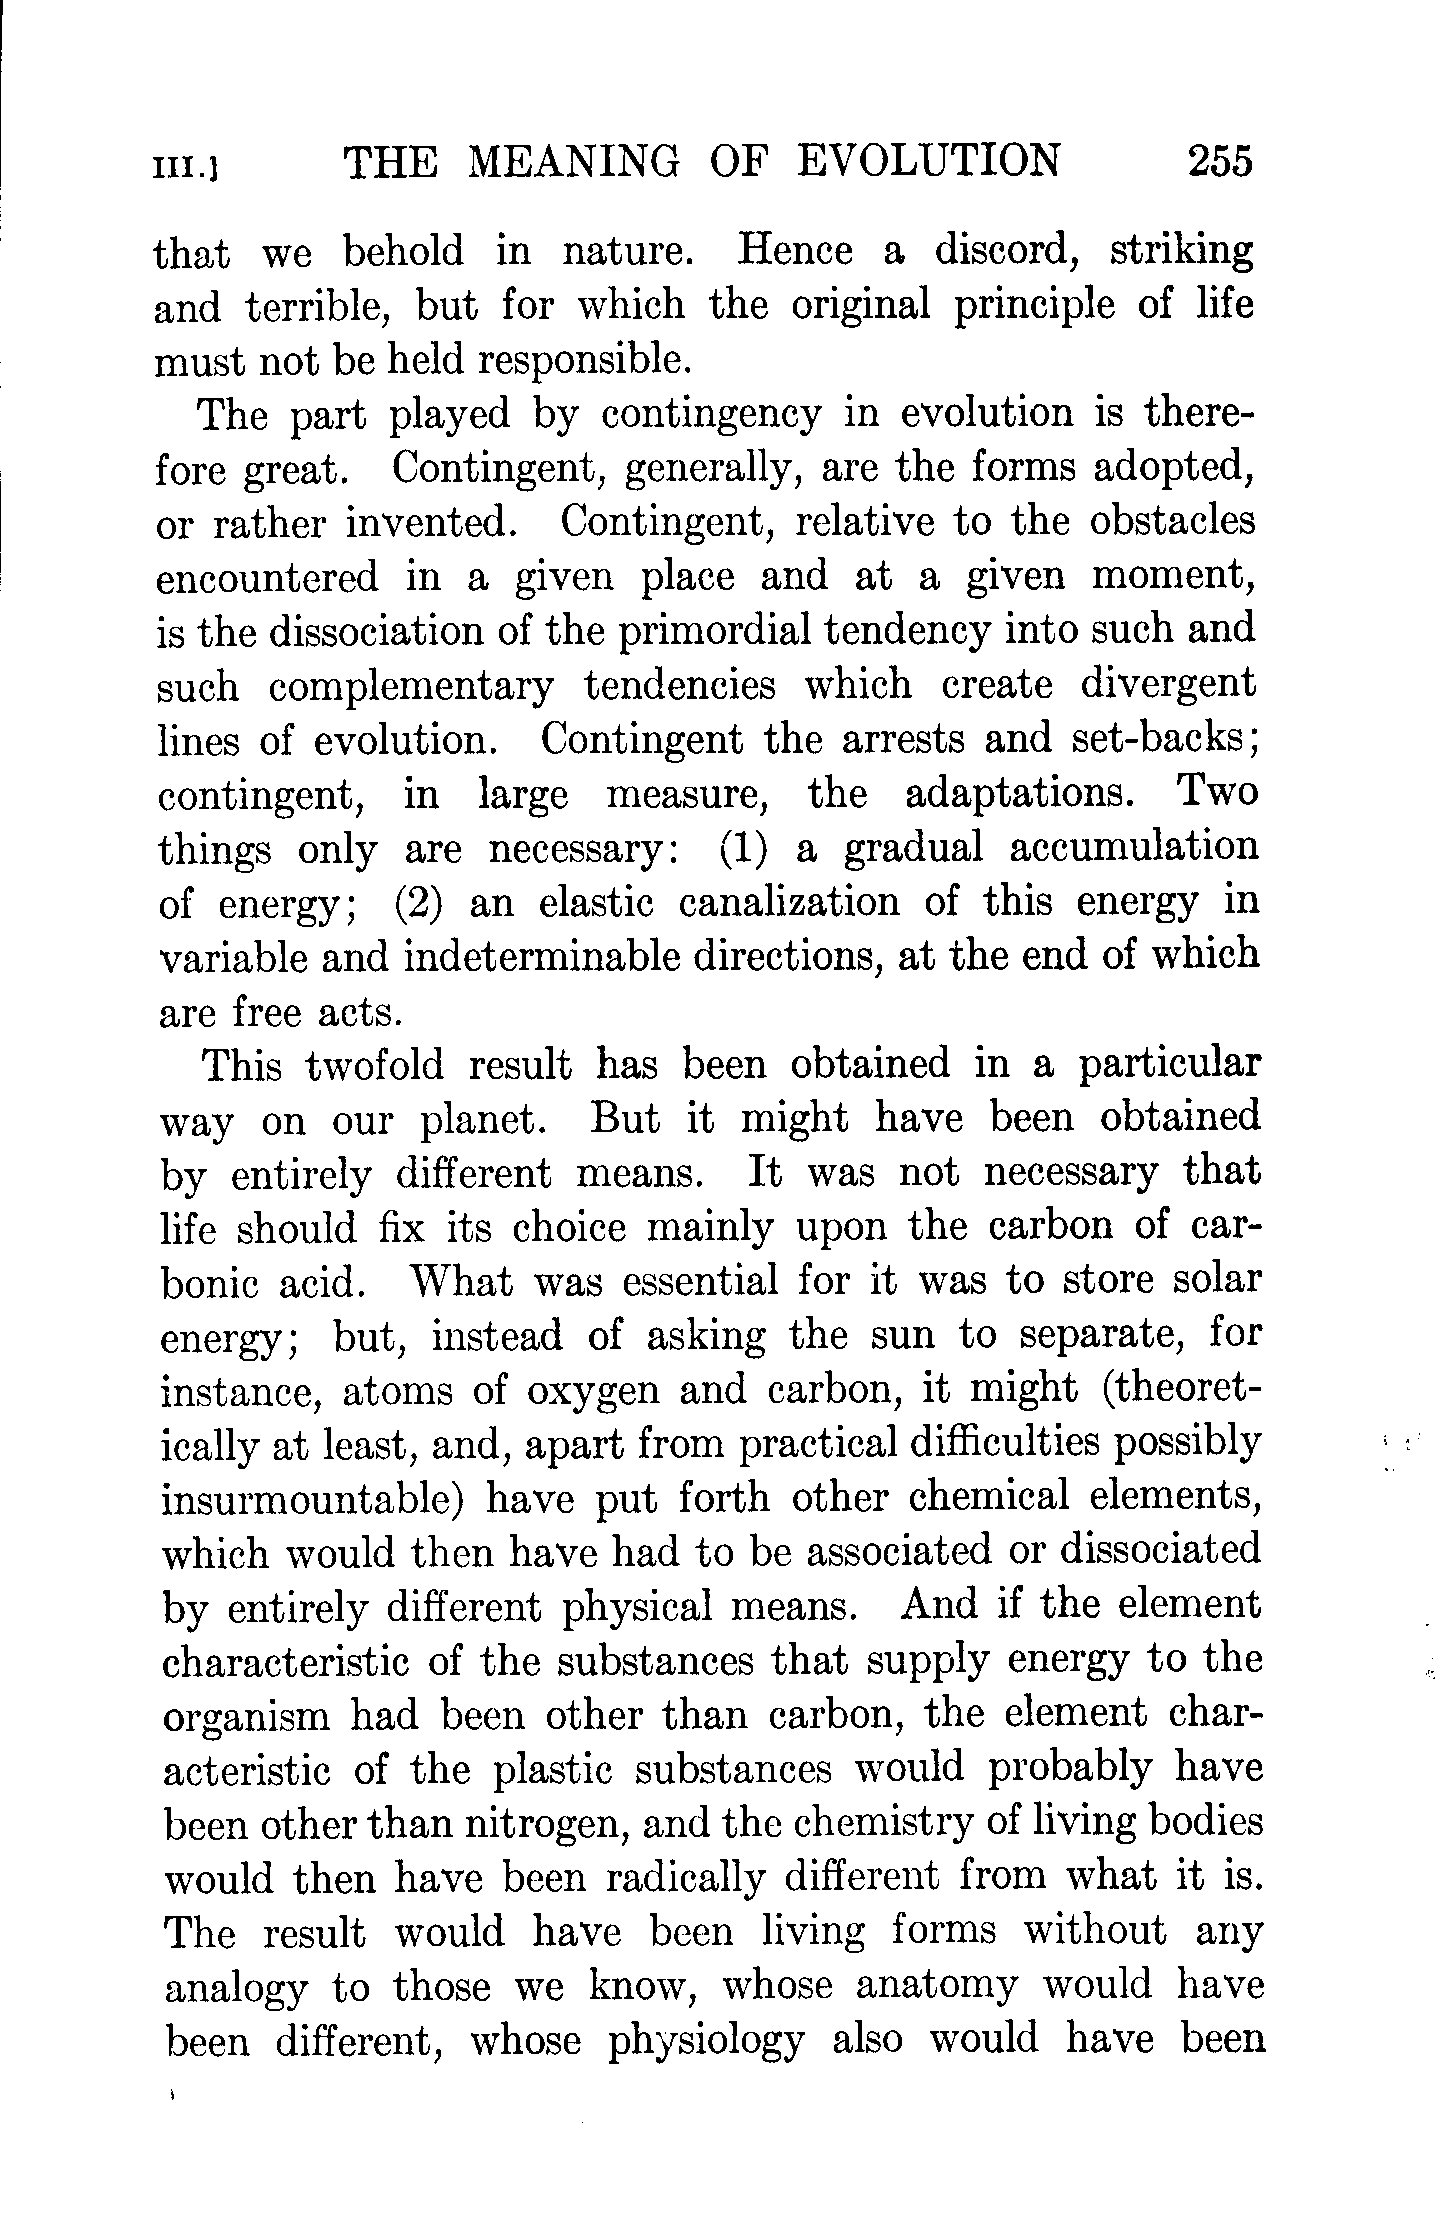 III.] THE MEANING OF EVOLUTION 255
that we behold in nature. Hence a discord, striking
and terrible, but for which the original principle of life
must not be held responsible.
The part played by contingency in evolution is there-
fore great. Contingent, generally, are the forms adopted,
or rather invented. Contingent, relative to the obstacles
encountered in a given place and at a given moment,
is the dissociation of the primordial tendency into such and
such complementary tendencies which create divergent
lines of evolution. Contingent the arrests and set-backs;
contingent, in large measure, the adaptations. Two
things only are necessary: (1) a gradual accumulation
of energy; (2) an elastic canalization of this energy in
variable and indeterminable directions, at the end of which
are free acts.
This twofold result has been obtained in a particular
way on our planet. But it might have been obtained
by entirely different means. It was not necessary that
life should fix its choice mainly upon the carbon of car-
bonic acid. What was essential for it was to store solar
energy; but, instead of asking the sun to separate, for
instance, atoms of oxygen and carbon, it might (theoret-
ically at least, and, apart from practical difficulties possibly
insurmountable) have put forth other chemical elements,
which would then have had to be associated or dissociated
by entirely different physical means. And if the element
characteristic of the substances that supply energy to the
organism had been other than carbon, the element char-
acteristic of the plastic substances would probably have
been other than nitrogen, and the chemistry of living bodies
would then have been radically different from what it is.
The result would have been living forms without any
analogy to those we know, whose anatomy would have
been different, whose physiology also would have been